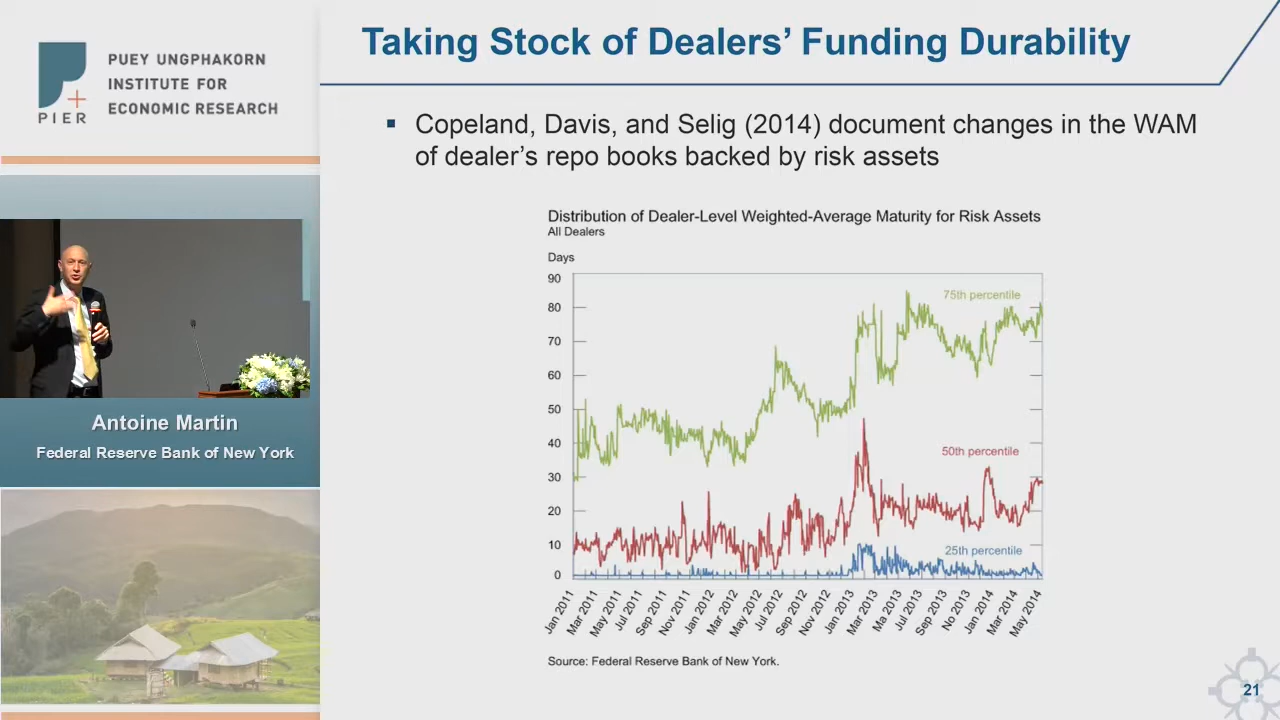 PUEY UNGPHAKORN
INSTITUTE FOR
ECONOMIC RESEARCH
PIER
Antoine Martin
Federal Reserve Bank of New York
Taking Stock of Dealers' Funding Durability
▪ Copeland, Davis, and Selig (2014) document changes in the WAM
of dealer's repo books backed by risk assets
Distribution of Dealer-Level Weighted-Average Maturity for Risk Assets
All Dealers
Days
90
80
70
60
50
40
30
20
10
0
75th percentile
50th percentile
25th percentile
Jan 2011
Mar 2011
May 2011
Jul 2011
Sep 2011
Nov 2011
Jan 2012
Mar 2012
May 2012
Jul 2012
Sep 2012
Nov 2012
Jan 2013
Mar 2013
Ma 2013
Jul 2013
Sep 2013
No 2013
Jan 2014
Mar 2014
May 2014
Source: Federal Reserve Bank of New York.
21